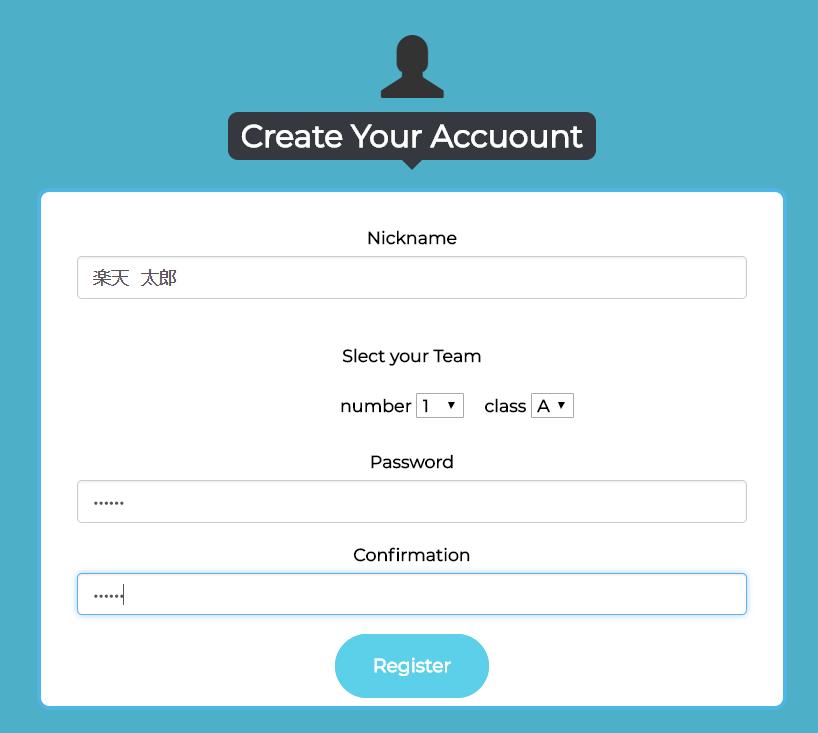 Create Your Accuount
Nickname
楽天 太郎
Slect your Team
number 1 class A
Password
••••••
Confirmation
••••••
Register